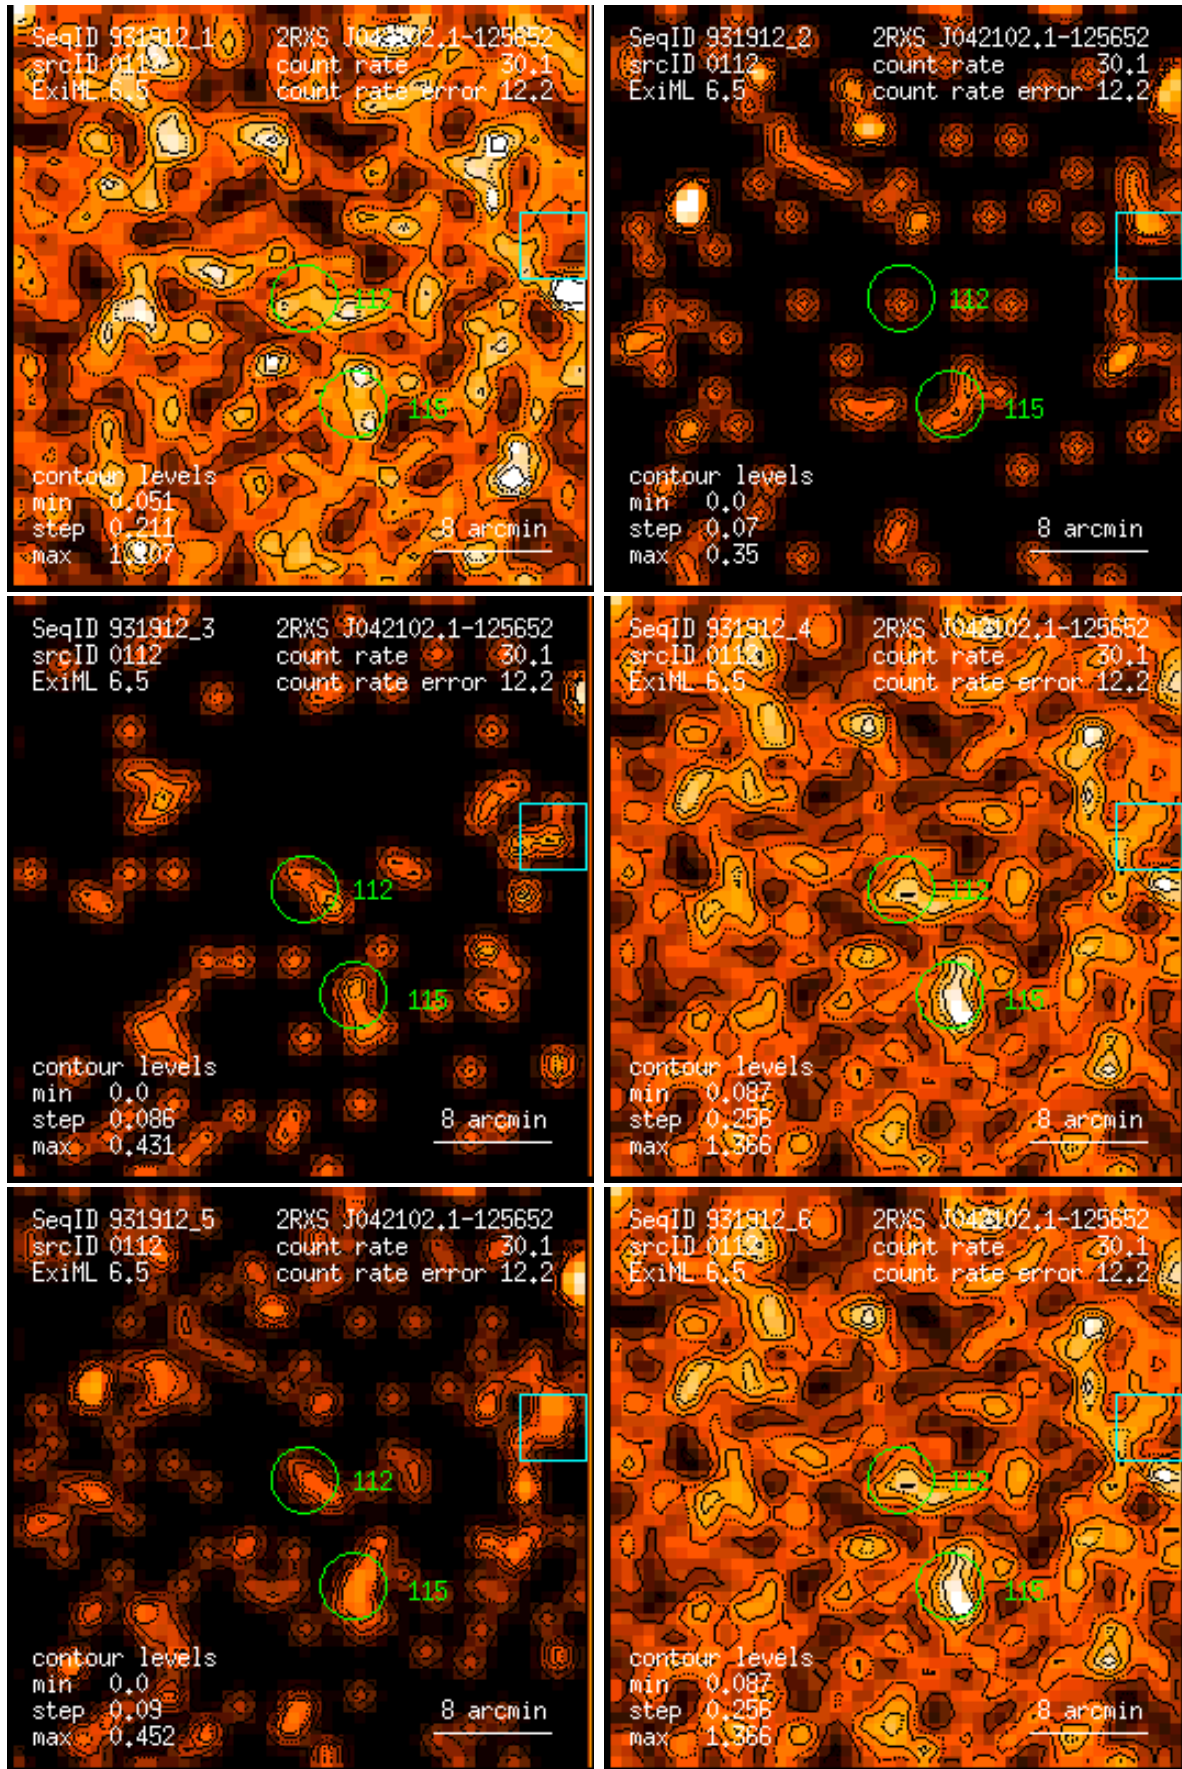 SeqID 931912_1 2RXS J042102.1-125652
srcID 0112 count rate 30.1
ExiML 6.5 count rate error 12.2
112
115
contour levels
min 0.051
step 0.211
max 1.107 8 arcmin
SeqID 931912_2 2RXS J042102.1-125652
srcID 0112 count rate 30.1
ExiML 6.5 count rate error 12.2
112
115
contour levels
min 0.0
step 0.07 8 arcmin
max 0.35
SeqID 931912_3 2RXS J042102.1-125652
srcID 0112 count rate 30.1
ExiML 6.5 count rate error 12.2
112
115
contour levels
min 0.0
step 0.086 8 arcmin
max 0.431
SeqID 931912_4 2RXS J042102.1-125652
srcID 0112 count rate 30.1
ExiML 6.5 count rate error 12.2
112
115
contour levels
min 0.087
step 0.256 8 arcmin
max 1.366
SeqID 931912_5 2RXS J042102.1-125652
srcID 0112 count rate 30.1
ExiML 6.5 count rate error 12.2
112
115
contour levels
min 0.0
step 0.09 8 arcmin
max 0.452
SeqID 931912_6 2RXS J042102.1-125652
srcID 0112 count rate 30.1
ExiML 6.5 count rate error 12.2
112
115
contour levels
min 0.087
step 0.256 8 arcmin
max 1.366